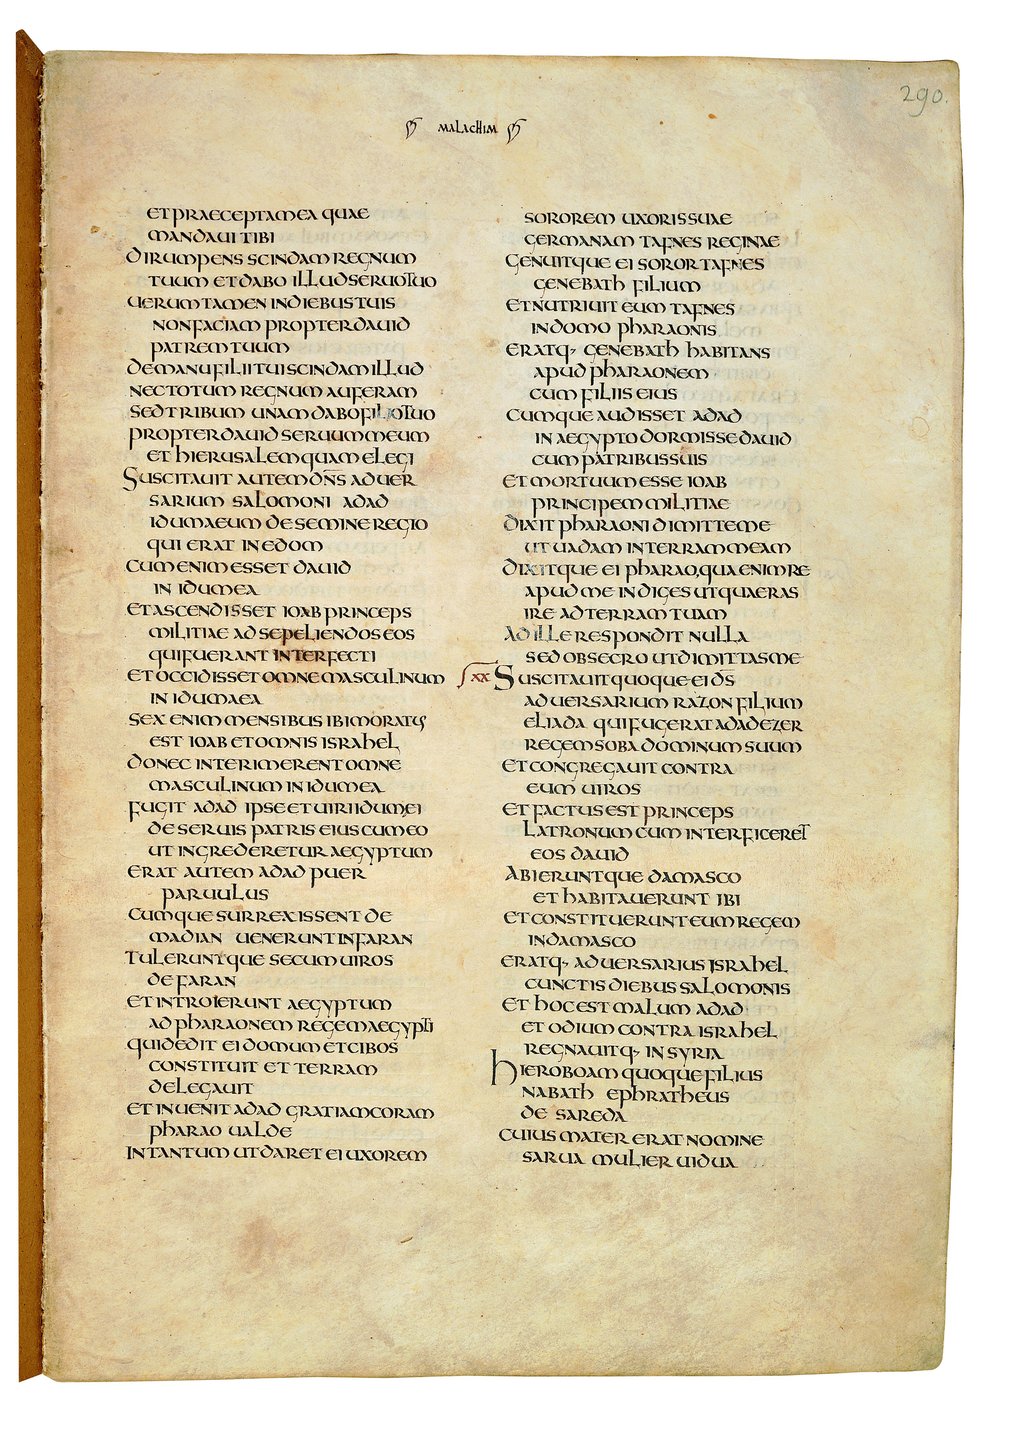 290.
MALACHIM
ET PRAECEPTA MEA QUAE
MANDAVI TIBI
DIRUMPENS SCINDAM REGNUM
TUUM ET DABO ILLUD SERVO TUO
UERUMTAMEN IN DIEBUS TUIS
NON FACIAM PROPTER DAVID
PATREM TUUM
DE MANU FILII TUI SCINDAM ILLUD
NEC TOTUM REGNUM AUFERAM
SED TRIBUM UNAM DABO FILIO TUO
PROPTER DAUID SERUUM MEUM
ET HIERUSALEM QUAM ELEGI
SUSCITAUIT AUTEM DN̅S ADUER
SARIUM SALOMONI ADAD
IDUMAEUM DE SEMINE REGIO
QUI ERAT IN EDOM
CUM ENIM ESSET DAUID
IN IDUMEA
ET ASCENDISSET IOAB PRINCEPS
MILITIAE AD SEPELIENDOS EOS
QUI FUERANT INTERFECTI
ET OCCIDISSET OMNE MASCULINUM
IN IDUMAEA
SEX ENIM MENSIBUS IBI MORATUS
EST IOAB ET OMNIS ISRAHEL
DONEC INTERIMERENT OMNE
MASCULINUM IN IDUMEA
FUGIT ADAD IPSE ET UIRI IDUMEI
DE SERUIS PATRIS EIUS CUM EO
UT INGREDERETUR AEGYPTUM
ERAT AUTEM ADAD PUER
PARUULUS
CUMQUE SURREXISSENT DE
MADIAN UENERUNT IN FARAN
TULERUNTQUE SECUM UIROS
DE FARAN
ET INTROIERUNT AEGYPTUM
AD PHARAONEM REGEM AEGYPTI
QUI DEDIT EI DOMUM ET CIBOS
CONSTITUIT ET TERRAM
DELEGAUIT
ET INUENIT ADAD GRATIAM CORAM
PHARAO UALDE
IN TANTUM UT DARET EI UXOREM
SOROREM UXORIS SUAE
GERMANAM TAFNES REGINAE
GENUITQUE EI SOROR TAFNES
GENEBATH FILIUM
ET NUTRIUIT EUM TAFNES
IN DOMO PHARAONIS
ERATQ, GENEBATH HABITANS
APUD PHARAONEM
CUM FILIIS EIUS
CUMQUE AUDISSET ADAD
IN AEGYPTO DORMISSE DAUID
CUM PATRIBUS SUIS
ET MORTUUM ESSE IOAB
PRINCIPEM MILITIAE
DIXIT PHARAONI DIMITTE ME
UT UADAM IN TERRAM MEAM
DIXITQUE EI PHARAO, QUA ENIM RE
APUD ME INDIGES UT QUAERAS
IRE AD TERRAM TUAM
AD ILLE RESPONDIT NULLA
SED OBSECRO UT DIMITTAS ME
XX SUSCITAUIT QUOQUE EI D̅S
ADUERSARIUM RAZON FILIUM
ELIADA QUI FUGERAT ADADEZER
REGEM SOBA DOMINUM SUUM
ET CONGREGAUIT CONTRA
EUM UIROS
ET FACTUS EST PRINCEPS
LATRONUM CUM INTERFICERET
EOS DAUID
ABIERUNTQUE DAMASCO
ET HABITAUERUNT IBI
ET CONSTITUERUNT EUM REGEM
IN DAMASCO
ERATQ, ADUERSARIUS ISRAHEL
CUNCTIS DIEBUS SALOMONIS
ET HOC EST MALUM ADAD
ET ODIUM CONTRA ISRAHEL
REGNAUITQ, IN SYRIA
HIEROBOAM QUOQUE FILIUS
NABATH EPHRATHEUS
DE SAREDA
CUIUS MATER ERAT NOMINE
SARUA MULIER UIDUA